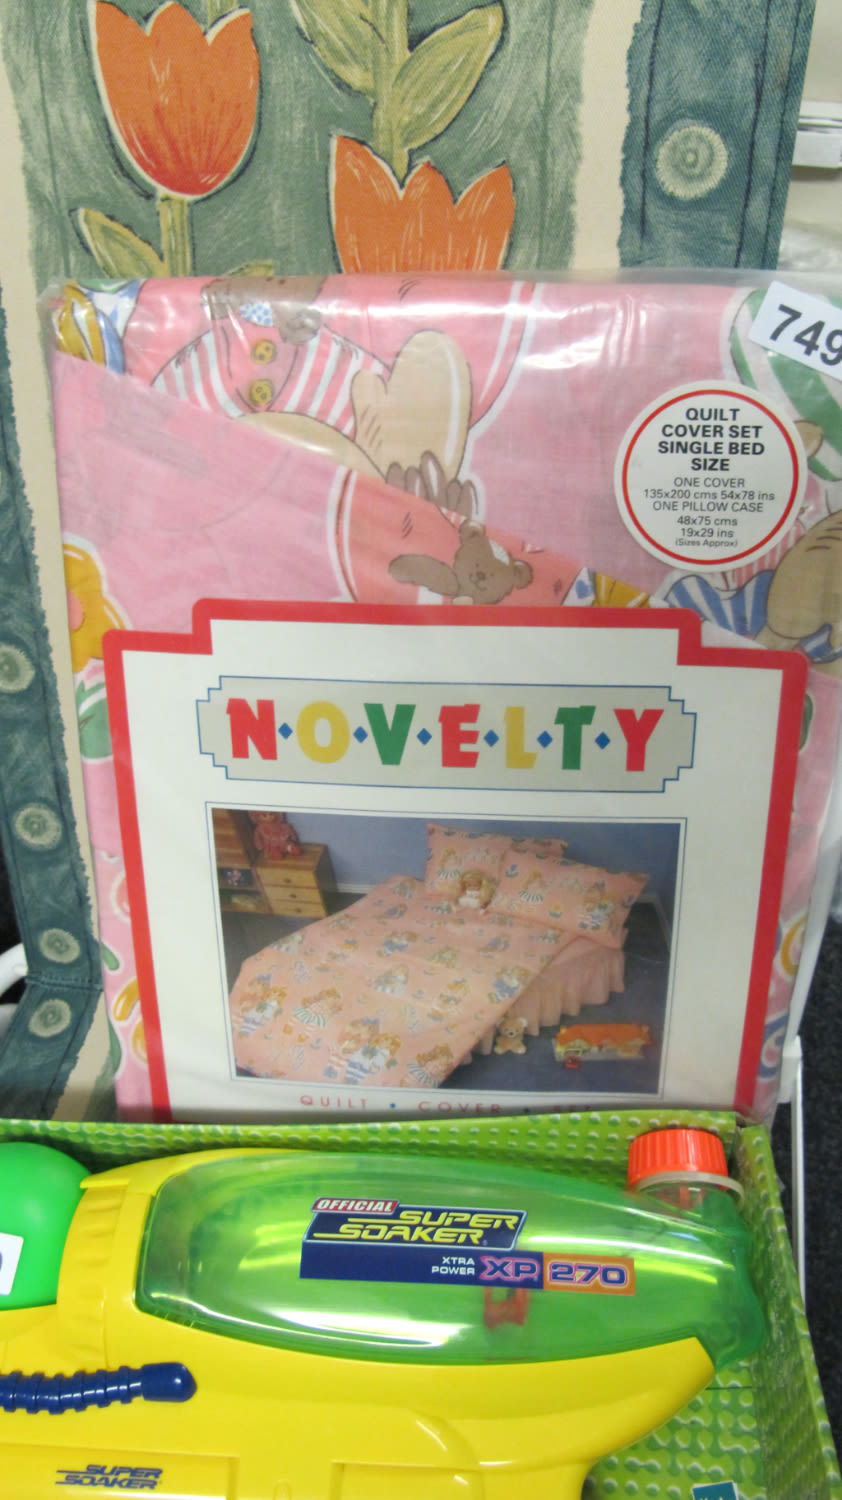 749
QUILT
COVER SET
SINGLE BED
SIZE
ONE COVER
135x200 cms 54x78 ins
ONE PILLOW CASE
48x75 cms
19x29 ins
(Sizes Approx)
N·O·V·E·L·T·Y
QUILT · COVER · SET
OFFICIAL
SUPER
SOAKER
XTRA
POWER
XP 270
SUPER
SOAKER